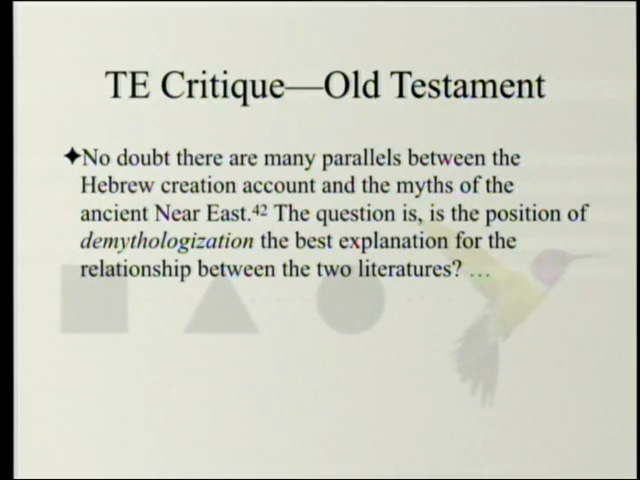 TE Critique—Old Testament
✦No doubt there are many parallels between the
Hebrew creation account and the myths of the
ancient Near East.⁴² The question is, is the position of
demythologization the best explanation for the
relationship between the two literatures? …